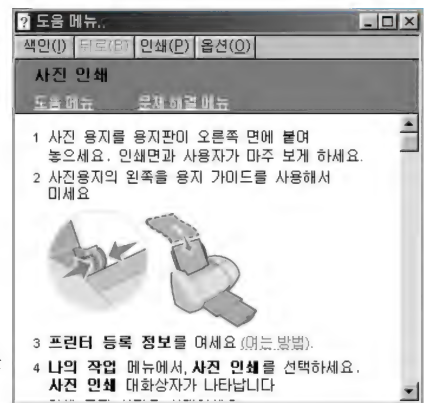 도움 메뉴..
색인(I) 뒤로(B) 인쇄(P) 옵션(O)
사진 인쇄
도움 메뉴 문제 해결 메뉴
1 사진 용지를 용지판이 오른쪽 면에 붙여
놓으세요. 인쇄면과 사용자가 마주 보게 하세요.
2 사진용지의 왼쪽을 용지 가이드를 사용해서
미세요
3 프린터 등록 정보를 여세요 (여는 방법).
4 나의 작업 메뉴에서, 사진 인쇄를 선택하세요.
사진 인쇄 대화상자가 나타납니다